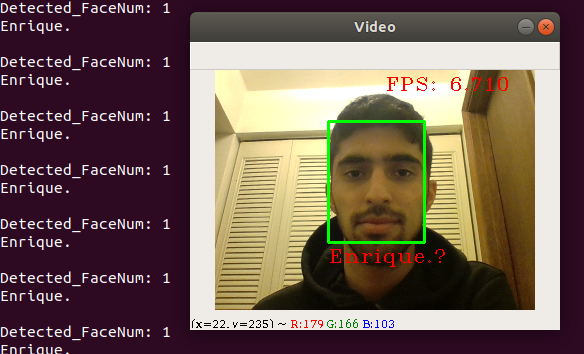 Detected_FaceNum: 1
Enrique.
Detected_FaceNum: 1
Enrique.
Detected_FaceNum: 1
Enrique.
Detected_FaceNum: 1
Enrique.
Detected_FaceNum: 1
Enrique.
Detected_FaceNum: 1
Enrique.
Detected_FaceNum: 1
Enrique.
Video
FPS: 6.710
Enrique.?
(x=22, y=235) ~ R:179 G:166 B:103